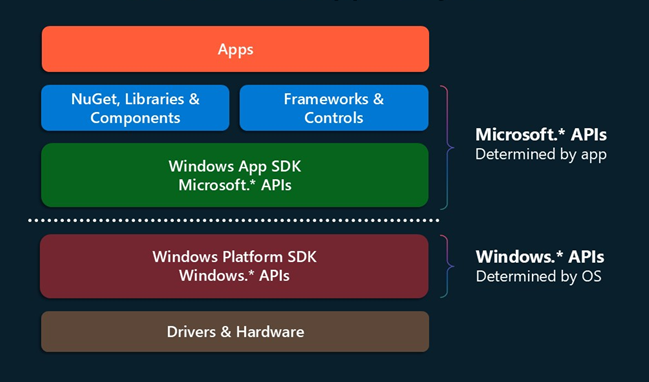 Apps
NuGet, Libraries &
Components
Frameworks &
Controls
Microsoft.* APIs
Determined by app
Windows App SDK
Microsoft.* APIs
Windows Platform SDK
Windows.* APIs
Windows.* APIs
Determined by OS
Drivers & Hardware